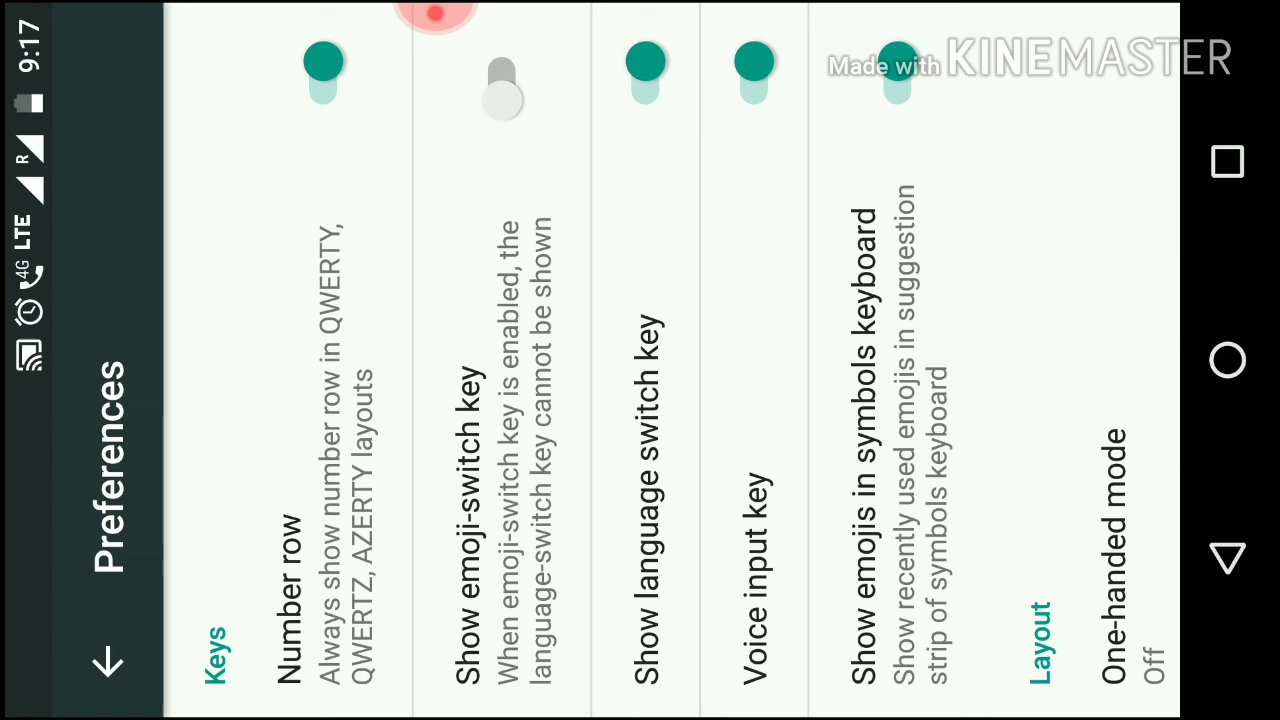 9:17
R
4G LTE
Preferences
Keys
Number row
Always show number row in QWERTY,
QWERTZ, AZERTY layouts
Show emoji-switch key
When emoji-switch key is enabled, the
language-switch key cannot be shown
Show language switch key
Voice input key
Show emojis in symbols keyboard
Show recently used emojis in suggestion
strip of symbols keyboard
Layout
One-handed mode
Off
Made with KINEMASTER